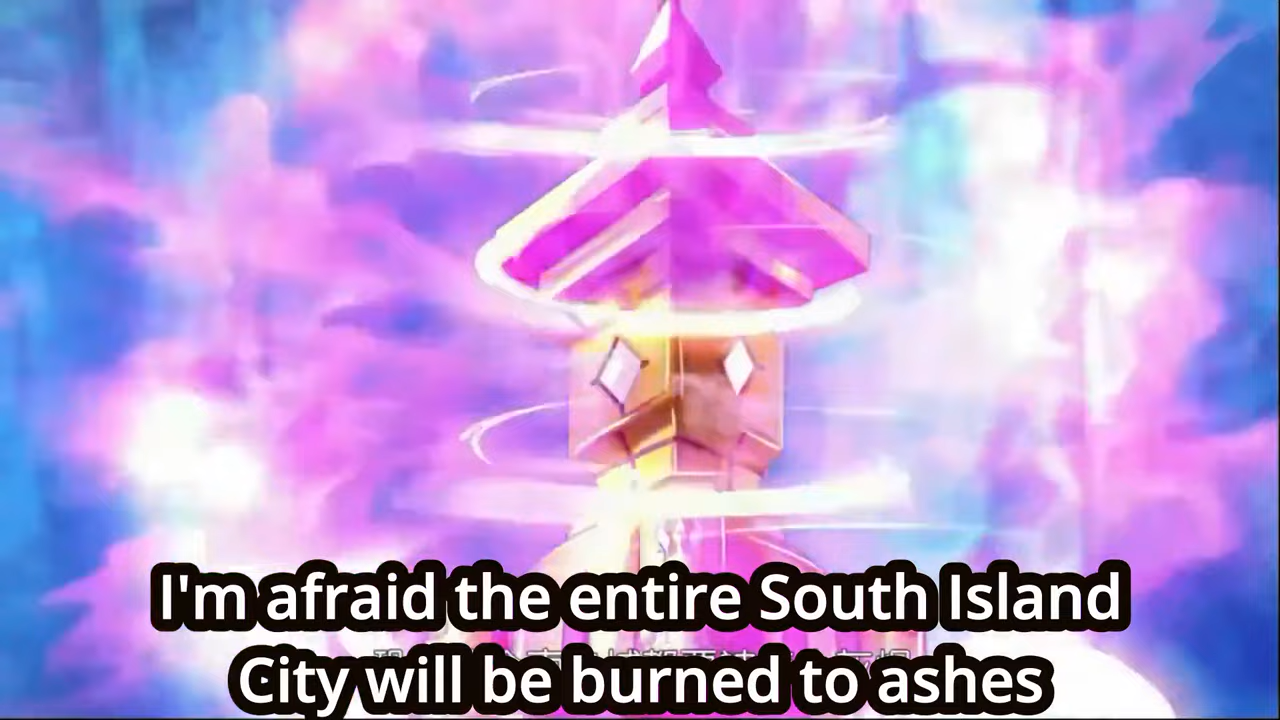 I'm afraid the entire South Island
City will be burned to ashes